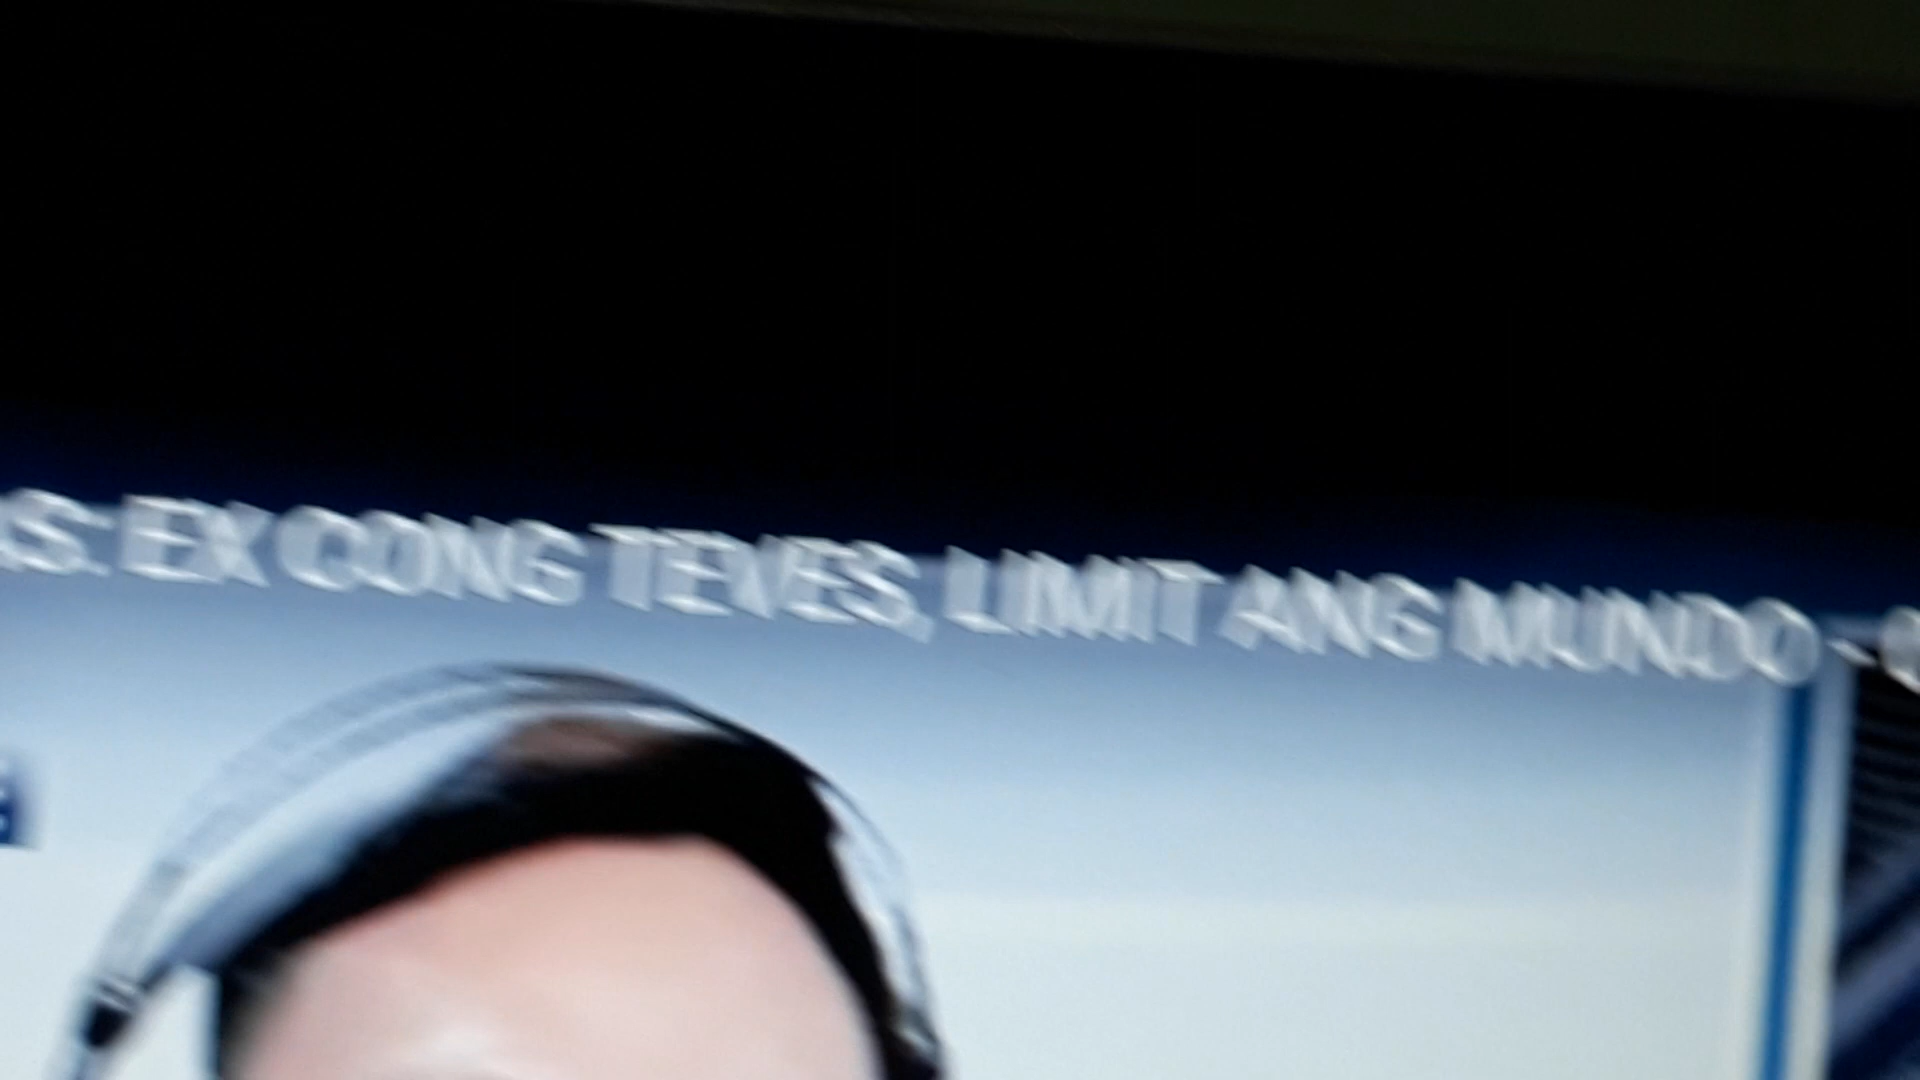 S. EX CONG TEVES, LIMIT ANG MUNDO -